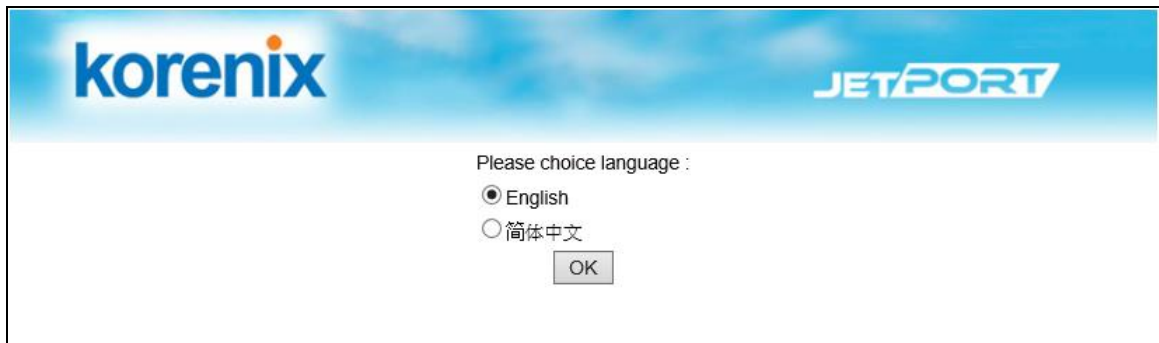 korenix
JETPORT
Please choice language :
English
简体中文
OK